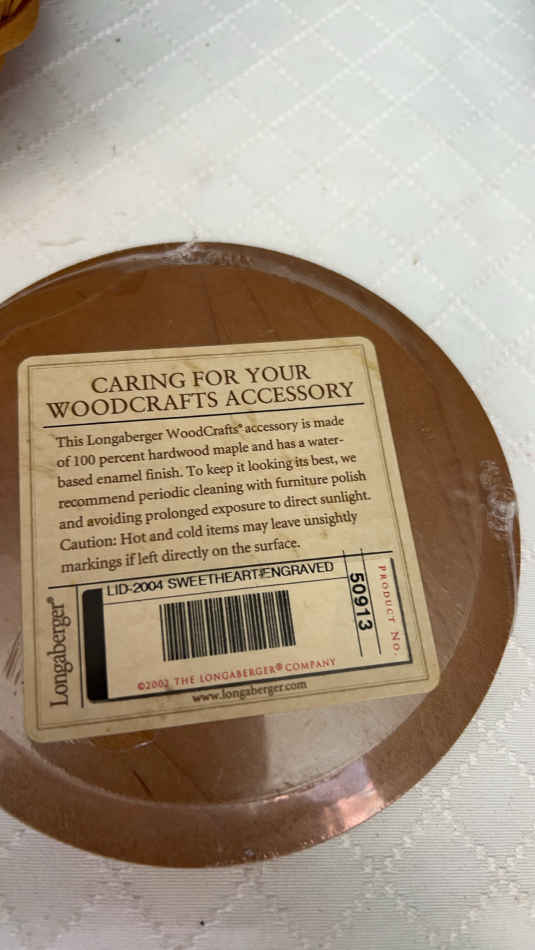 CARING FOR YOUR
WOODCRAFTS ACCESSORY
This Longaberger WoodCrafts® accessory is made
of 100 percent hardwood maple and has a water-
based enamel finish. To keep it looking its best, we
recommend periodic cleaning with furniture polish
and avoiding prolonged exposure to direct sunlight.
Caution: Hot and cold items may leave unsightly
markings if left directly on the surface.
Longaberger®
LID-2004 SWEETHEART-ENGRAVED
50913
PRODUCT NO.
©2002 THE LONGABERGER® COMPANY
www.longaberger.com